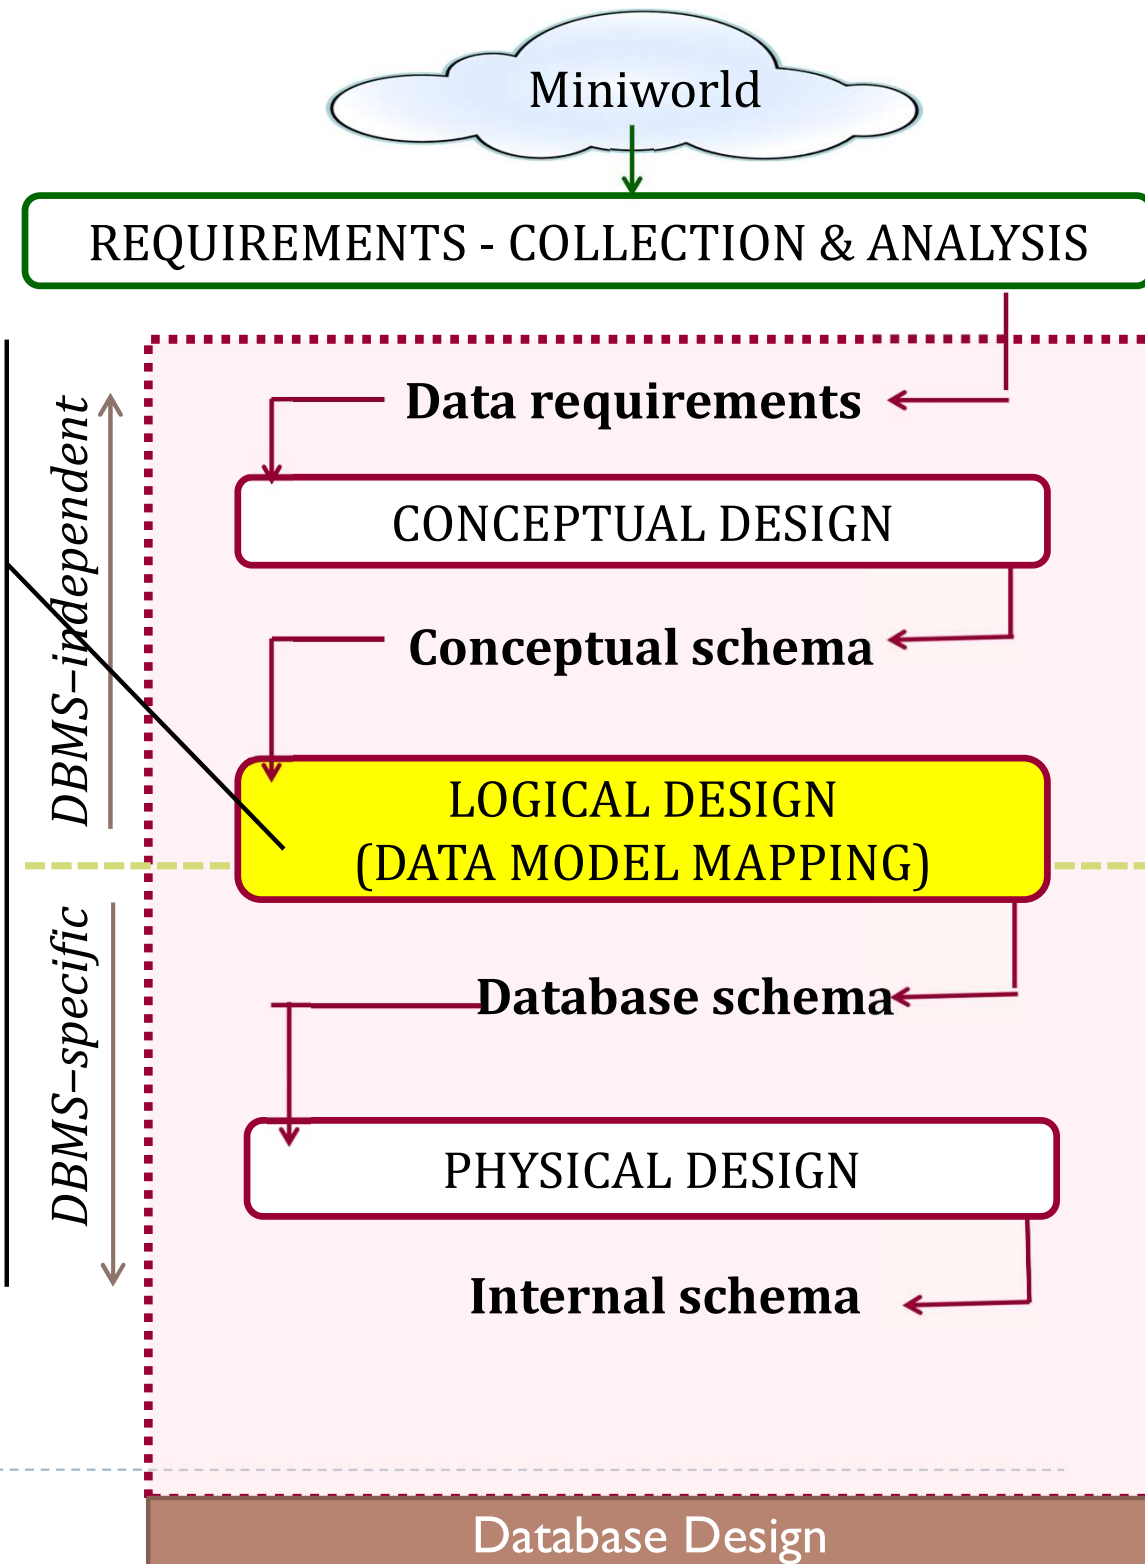 Miniworld
REQUIREMENTS - COLLECTION & ANALYSIS
Data requirements
CONCEPTUAL DESIGN
DBMS–independent
Conceptual schema
LOGICAL DESIGN
(DATA MODEL MAPPING)
DBMS–specific
Database schema
PHYSICAL DESIGN
Internal schema
Database Design